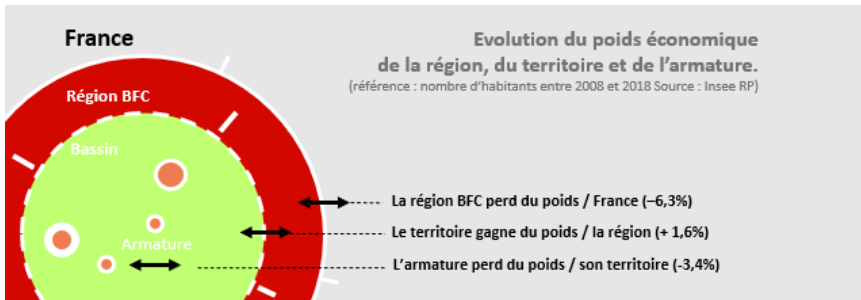 France
Evolution du poids économique
de la région, du territoire et de l’armature.
(référence : nombre d’habitants entre 2008 et 2018 Source : Insee RP)
Région BFC
Bassin
La région BFC perd du poids / France (–6,3%)
Le territoire gagne du poids / la région (+ 1,6%)
Armature
L’armature perd du poids / son territoire (-3,4%)